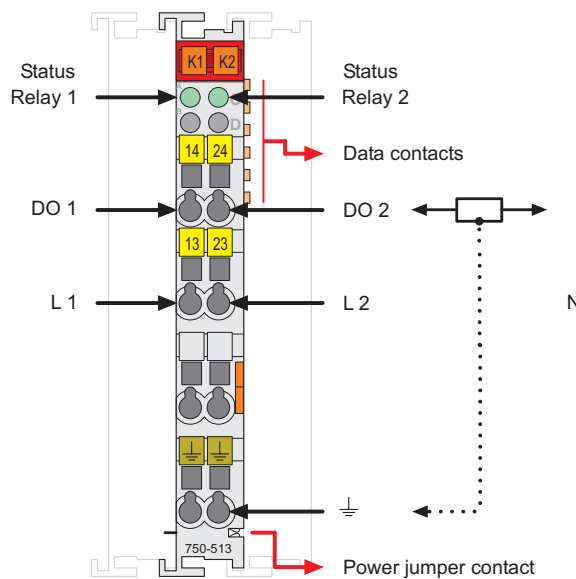 K1 K2
Status
Relay 1
Status
Relay 2
A
C
B
D
Data contacts
14 24
DO 1
DO 2
13 23
L 1
L 2
N
750-513
Power jumper contact